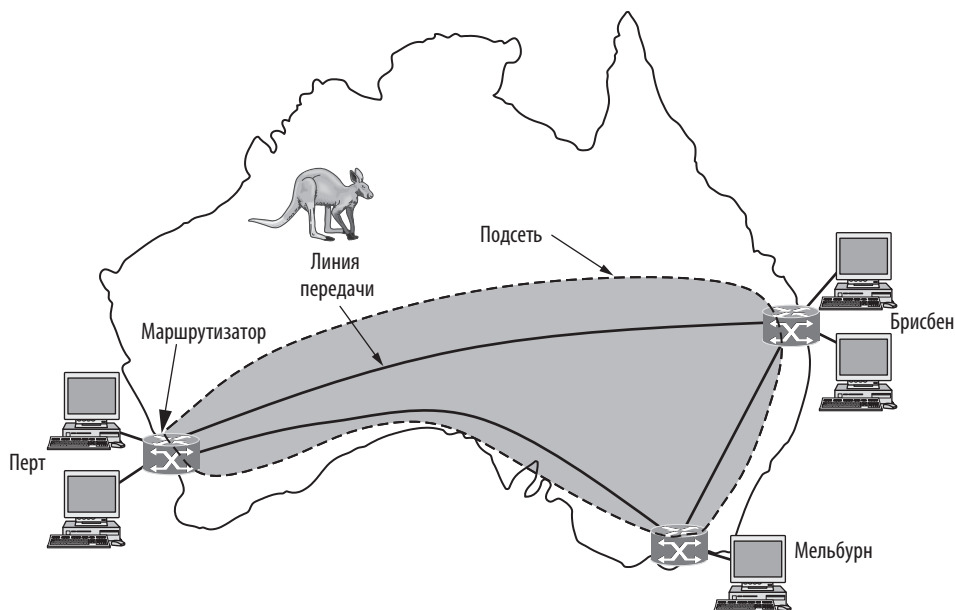 Подсеть
Линия
передачи
Маршрутизатор
Брисбен
Перт
Мельбурн